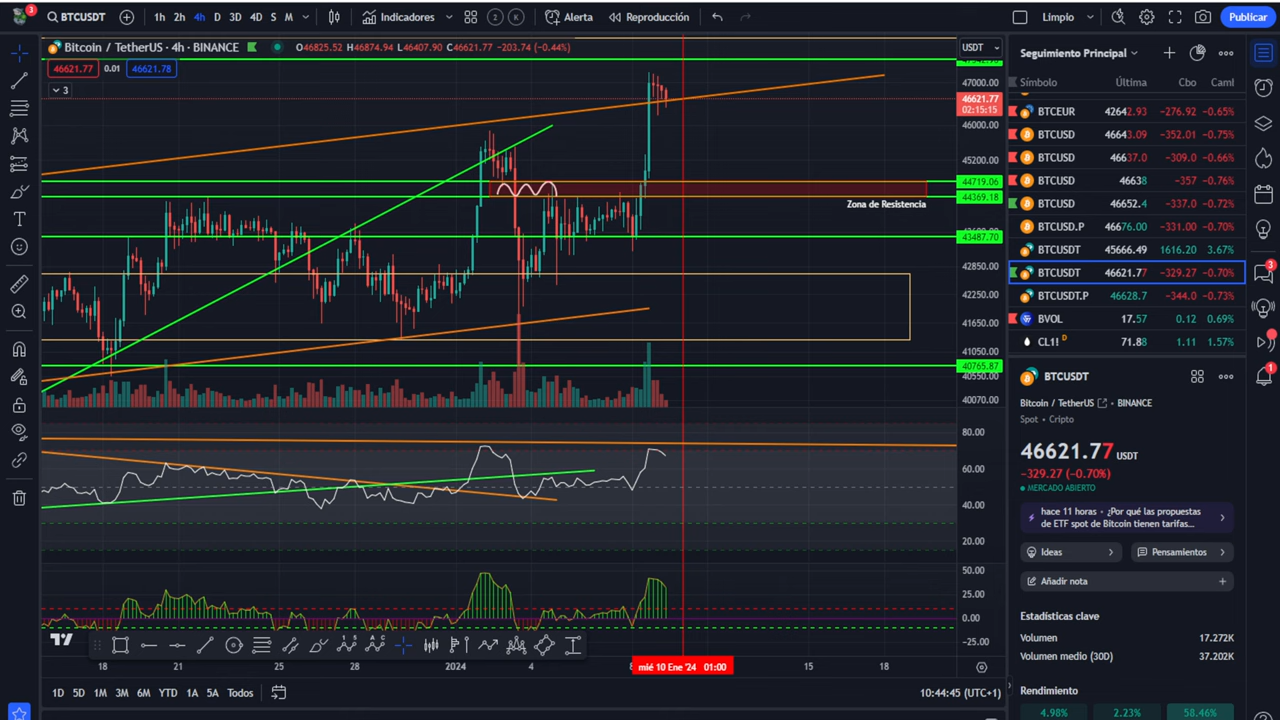 3
BTCUSDT
1h 2h 4h D 3D 4D S M
Indicadores
2 K
Alerta
Reproducción
Limpio
Publicar
Bitcoin / TetherUS · 4h · BINANCE
O46825.52 H46874.94 L46407.90 C46621.77 -203.74 (-0.44%)
USDT
46621.77 0.01 46621.78
3
47000.00
46621.77
02:15:15
46000.00
45200.00
44719.06
44369.18
Zona de Resistencia
43487.70
42850.00
42250.00
41650.00
41050.00
40765.87
40550.00
40070.00
80.00
60.00
40.00
20.00
50.00
25.00
0.00
-25.00
18 21 25 28 2024 4 mié 10 Ene '24 01:00 15 18
1D 5D 1M 3M 6M YTD 1A 5A Todos
10:44:45 (UTC+1)
Seguimiento Principal
Símbolo Última Cbo Cam%
BTCEUR 42642.93 -276.92 -0.65%
BTCUSD 46643.09 -352.01 -0.75%
BTCUSD 46637.0 -309.0 -0.66%
BTCUSD 46638 -357 -0.76%
BTCUSD 46652.4 -337.0 -0.72%
BTCUSD.P 46676.00 -331.00 -0.70%
BTCUSDT 45666.49 1616.20 3.67%
BTCUSDT 46621.77 -329.27 -0.70%
BTCUSDT.P 46628.7 -344.0 -0.73%
BVOL 17.57 0.12 0.69%
CL1! D 71.88 1.11 1.57%
BTCUSDT
Bitcoin / TetherUS · BINANCE
Spot · Cripto
46621.77 USDT
-329.27 (-0.70%)
MERCADO ABIERTO
hace 11 horas · ¿Por qué las propuestas
de ETF spot de Bitcoin tienen tarifas...
Ideas
Pensamientos
Añadir nota
Estadísticas clave
Volumen 17.272K
Volumen medio (30D) 37.202K
Rendimiento
4.98% 2.23% 58.46%
3
1